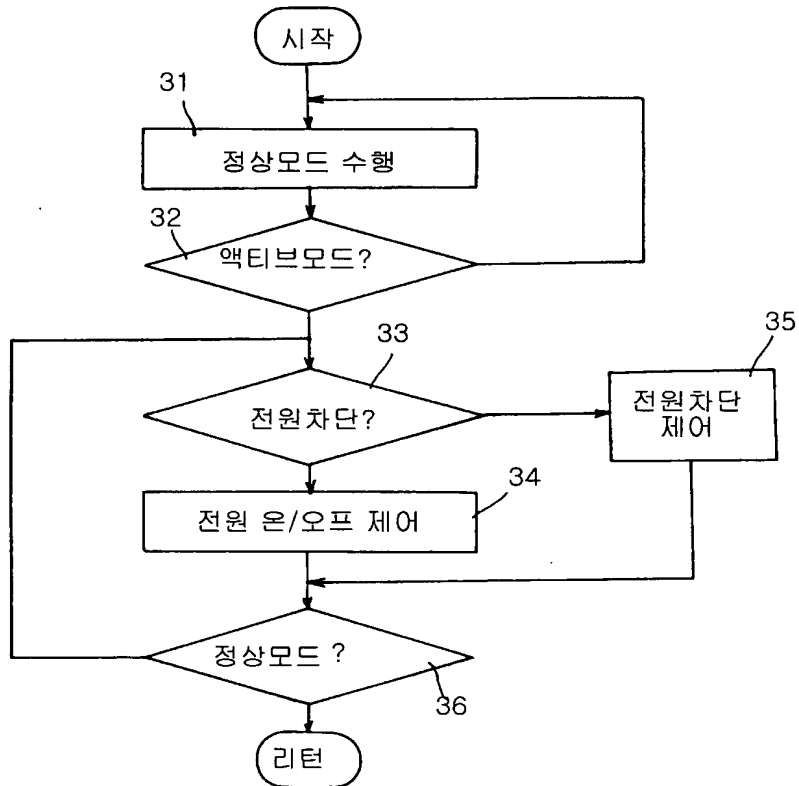 시작
31
정상모드 수행
32
액티브모드?
33
전원차단?
35
전원차단
제어
34
전원 온/오프 제어
정상모드 ?
36
리턴